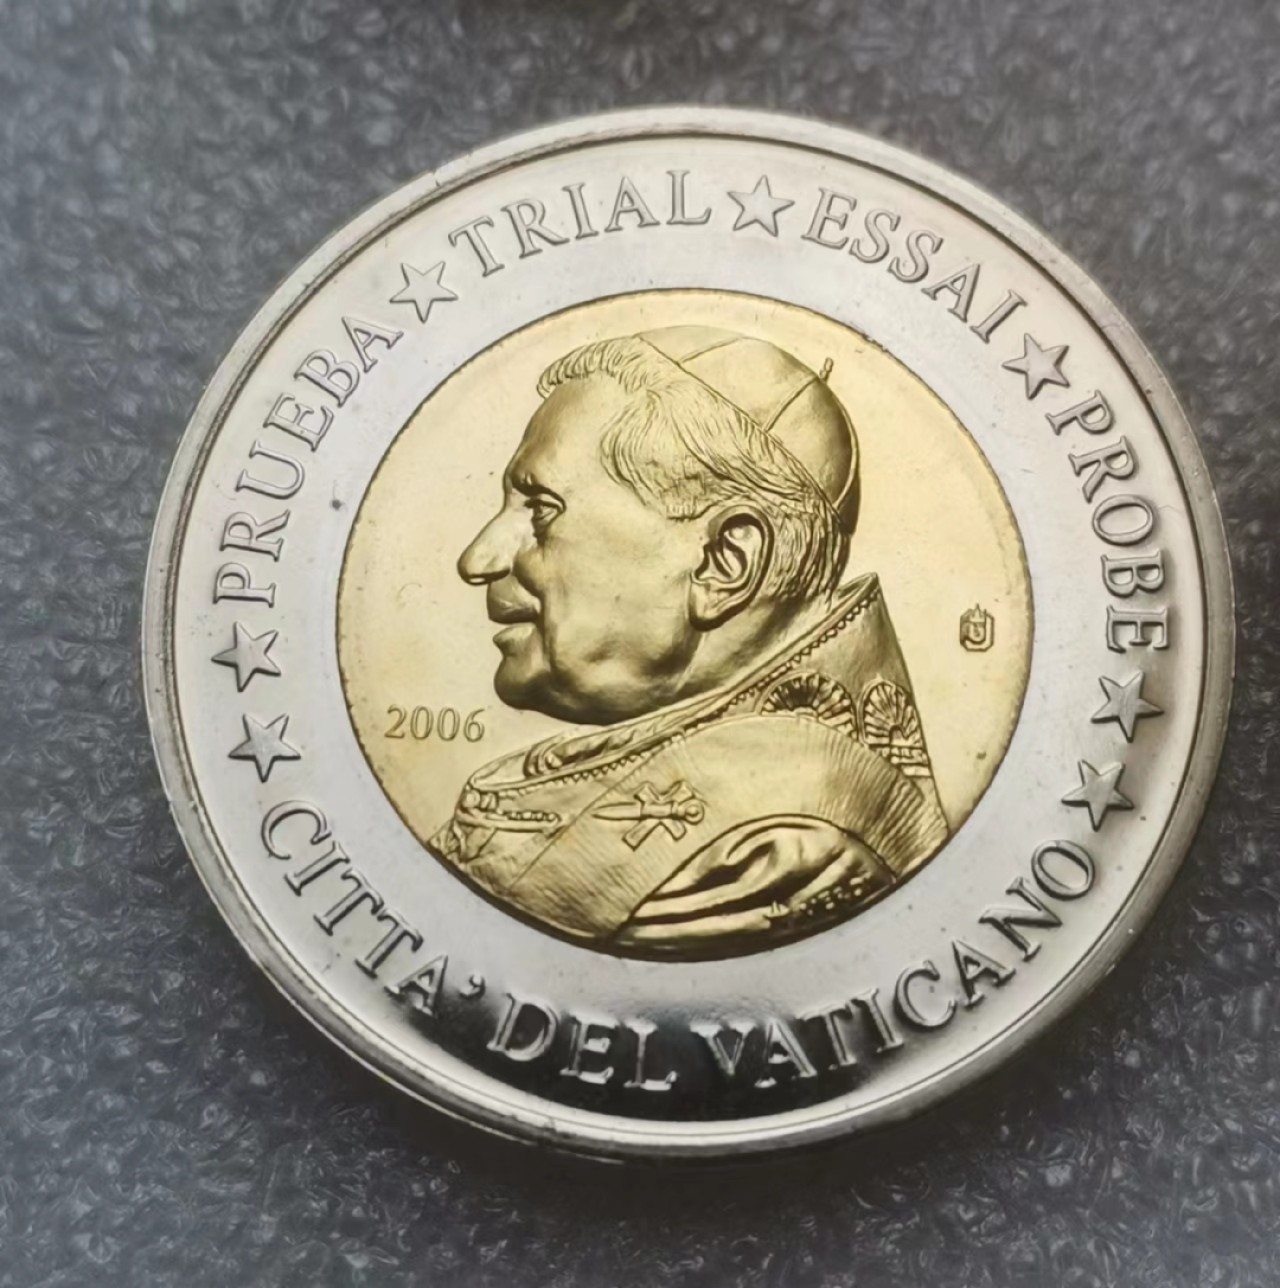 PRUEBA ☆ TRIAL ☆ ESSAI ☆ PROBE
2006
CITTA' DEL VATICANO